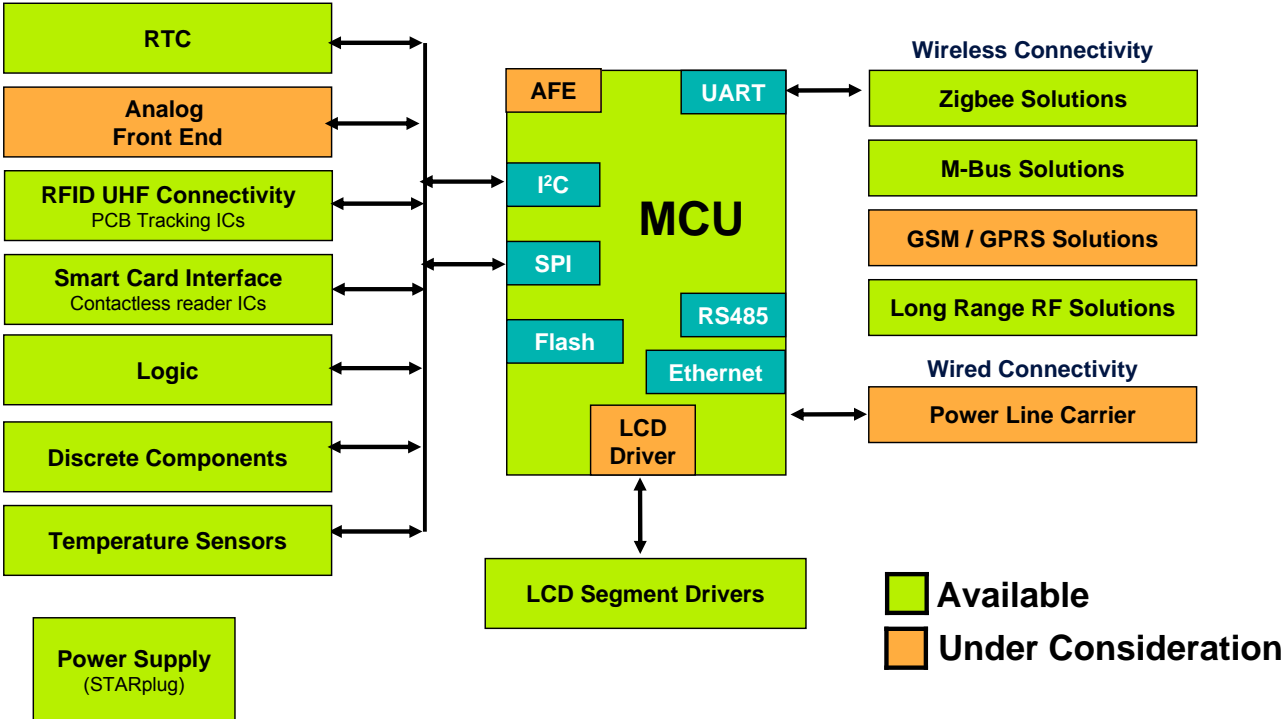 RTC
Analog
Front End
RFID UHF Connectivity
PCB Tracking ICs
Smart Card Interface
Contactless reader ICs
Logic
Discrete Components
Temperature Sensors
Power Supply
(STARplug)
AFE
UART
I²C
MCU
SPI
RS485
Flash
Ethernet
LCD
Driver
LCD Segment Drivers
Wireless Connectivity
Zigbee Solutions
M-Bus Solutions
GSM / GPRS Solutions
Long Range RF Solutions
Wired Connectivity
Power Line Carrier
Available
Under Consideration